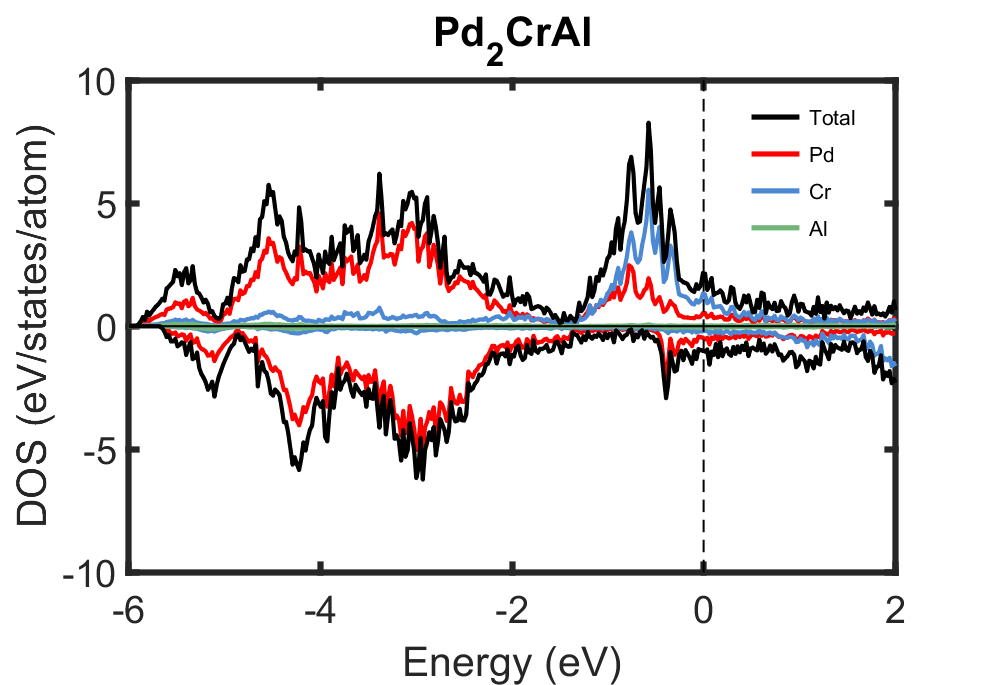 Pd₂CrAl
10
5
0
-5
-10
DOS (eV/states/atom)
Total
Pd
Cr
Al
-6 -4 -2 0 2
Energy (eV)